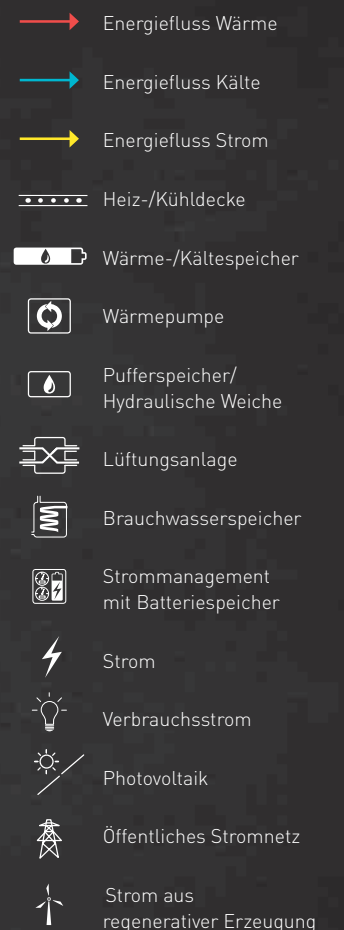 Energiefluss Wärme
Energiefluss Kälte
Energiefluss Strom
Heiz-/Kühldecke
Wärme-/Kältespeicher
Wärmepumpe
Pufferspeicher/
Hydraulische Weiche
Lüftungsanlage
Brauchwasserspeicher
Strommanagement
mit Batteriespeicher
Strom
Verbrauchsstrom
Photovoltaik
Öffentliches Stromnetz
Strom aus
regenerativer Erzeugung